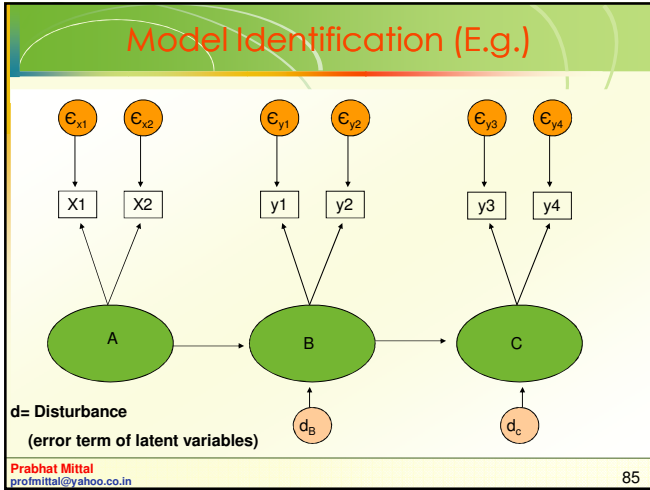 Model Identification (E.g.)
Єx1 Єx2 Єy1 Єy2 Єy3 Єy4
X1 X2 y1 y2 y3 y4
A B C
d= Disturbance
(error term of latent variables)
dB dc
Prabhat Mittal
profmittal@yahoo.co.in
85